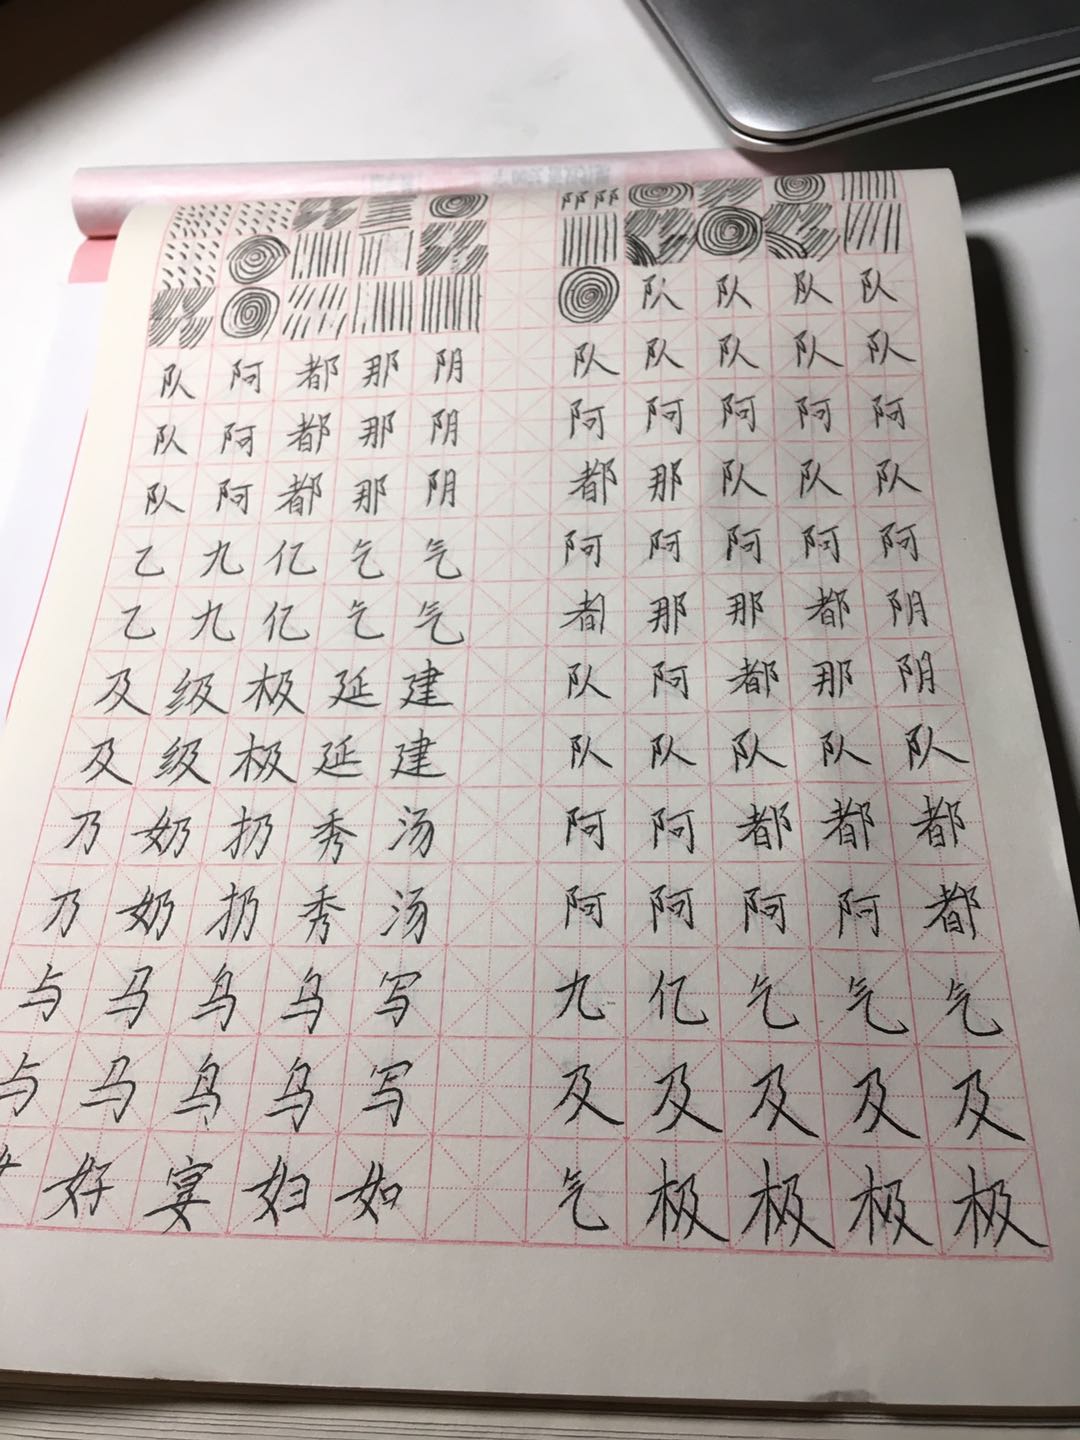 队 队 队 队
队 阿 都 那 阴 队 队 队 队 队
队 阿 都 那 阴 阿 阿 阿 阿 阿
队 阿 都 那 阴 都 那 队 队 队
乙 九 亿 乞 气 阿 阿 阿 阿 阿
乙 九 亿 乞 气 都 那 那 都 阴
及 级 极 延 建 队 阿 都 那 阴
及 级 极 延 建 队 队 队 队 队
乃 奶 扔 秀 汤 阿 阿 都 都 都
乃 奶 扔 秀 汤 阿 阿 阿 阿 都
与 马 鸟 乌 写 九 亿 乞 气 气
与 马 鸟 乌 写 及 及 及 及 及
好 宴 妇 如 气 极 极 极 极